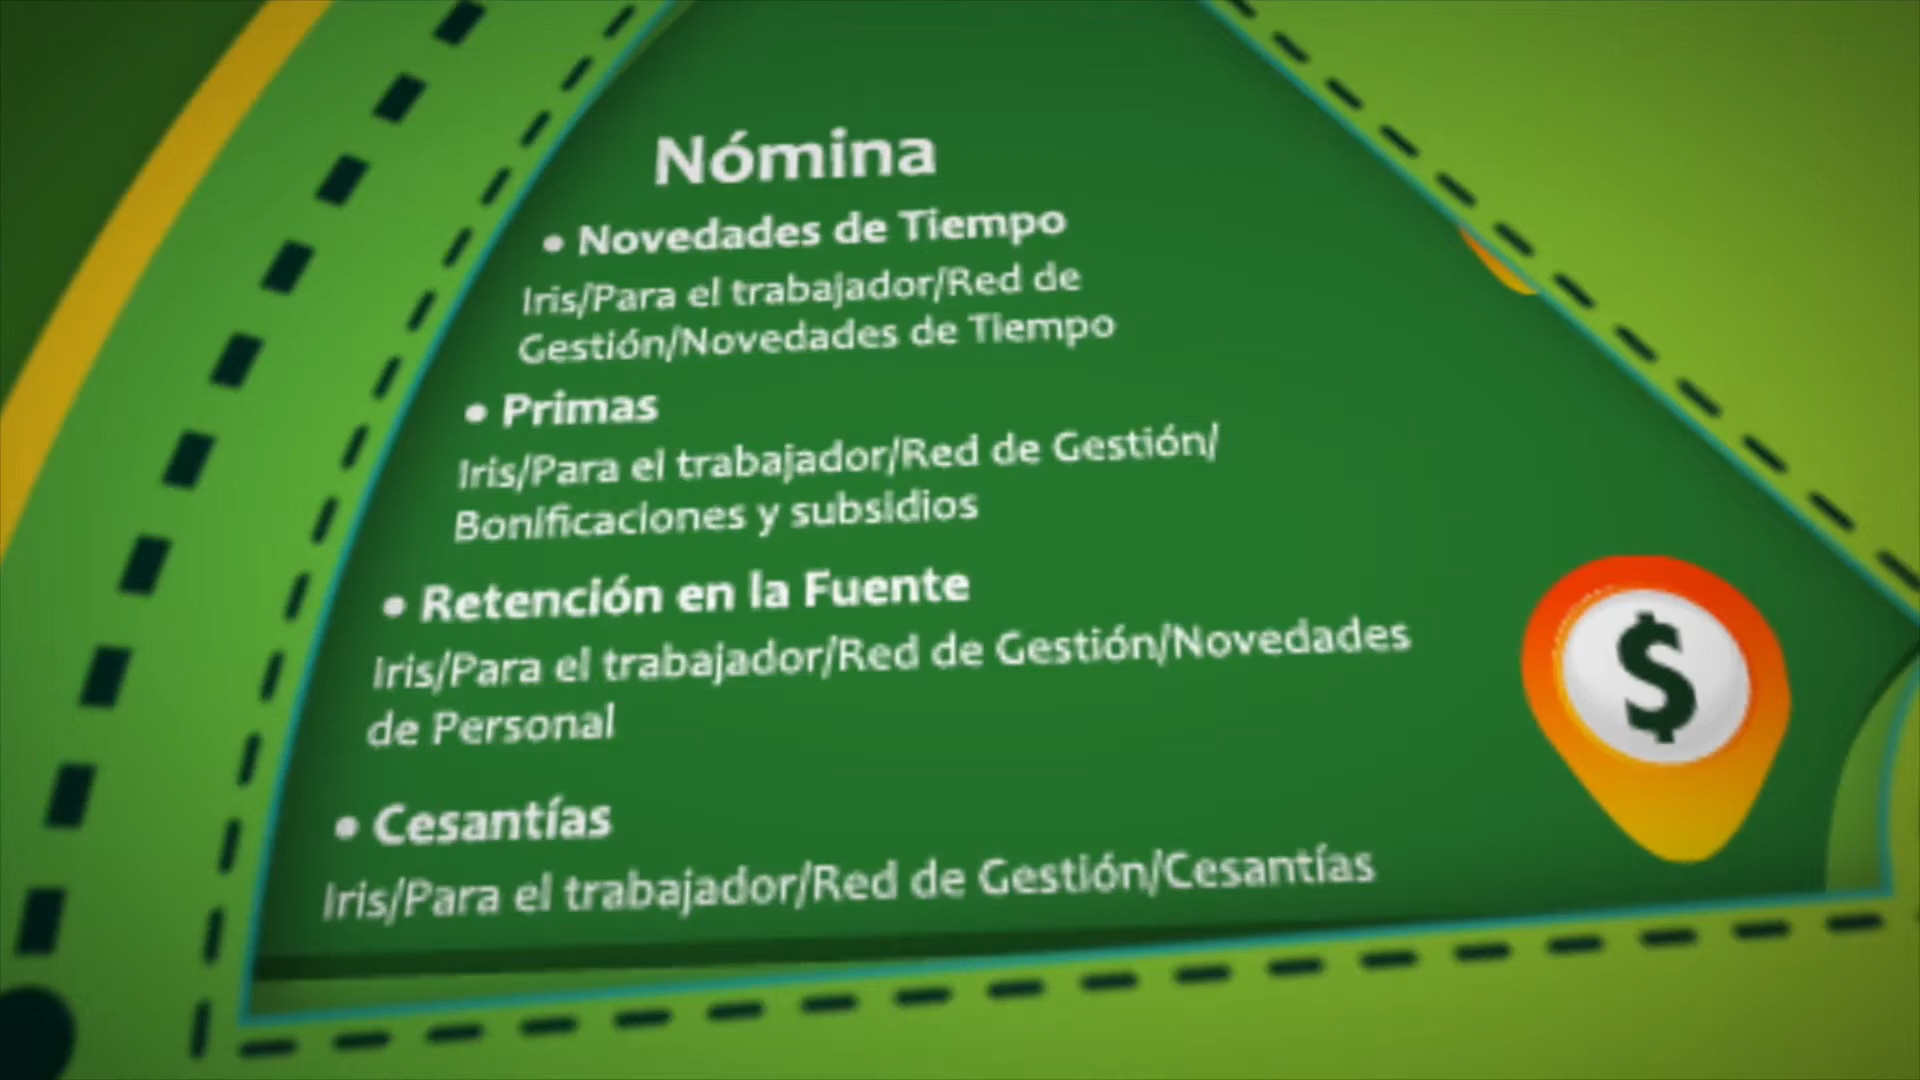 Nómina
• Novedades de Tiempo
Iris/Para el trabajador/Red de
Gestión/Novedades de Tiempo
• Primas
Iris/Para el trabajador/Red de Gestión/
Bonificaciones y subsidios
• Retención en la Fuente
Iris/Para el trabajador/Red de Gestión/Novedades
de Personal
• Cesantías
Iris/Para el trabajador/Red de Gestión/Cesantías
$